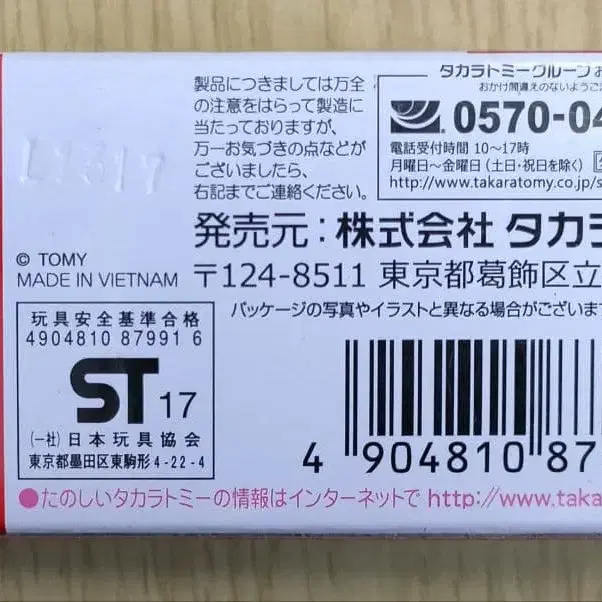 製品につきましては万全
の注意をはらって製造に
当たっておりますが、
万一お気づきの点などが
ございましたら、
右記までご連絡ください。
タカラトミーグループお
おかけ間違えのないようご
0570-04
電話受付時間 10〜17時
月曜日〜金曜日(土・日・祝日を除く)
http://www.takaratomy.co.jp/s
発売元:株式会社 タカラ
〒124-8511 東京都葛飾区立
パッケージの写真やイラストと異なる場合がございま
© TOMY
MADE IN VIETNAM
玩具安全基準合格
4904810 87991 6
ST 17
(一社)日本玩具協会
東京都墨田区東駒形4-22-4
4 904810 87
●たのしいタカラトミーの情報はインターネットで http://www.taka